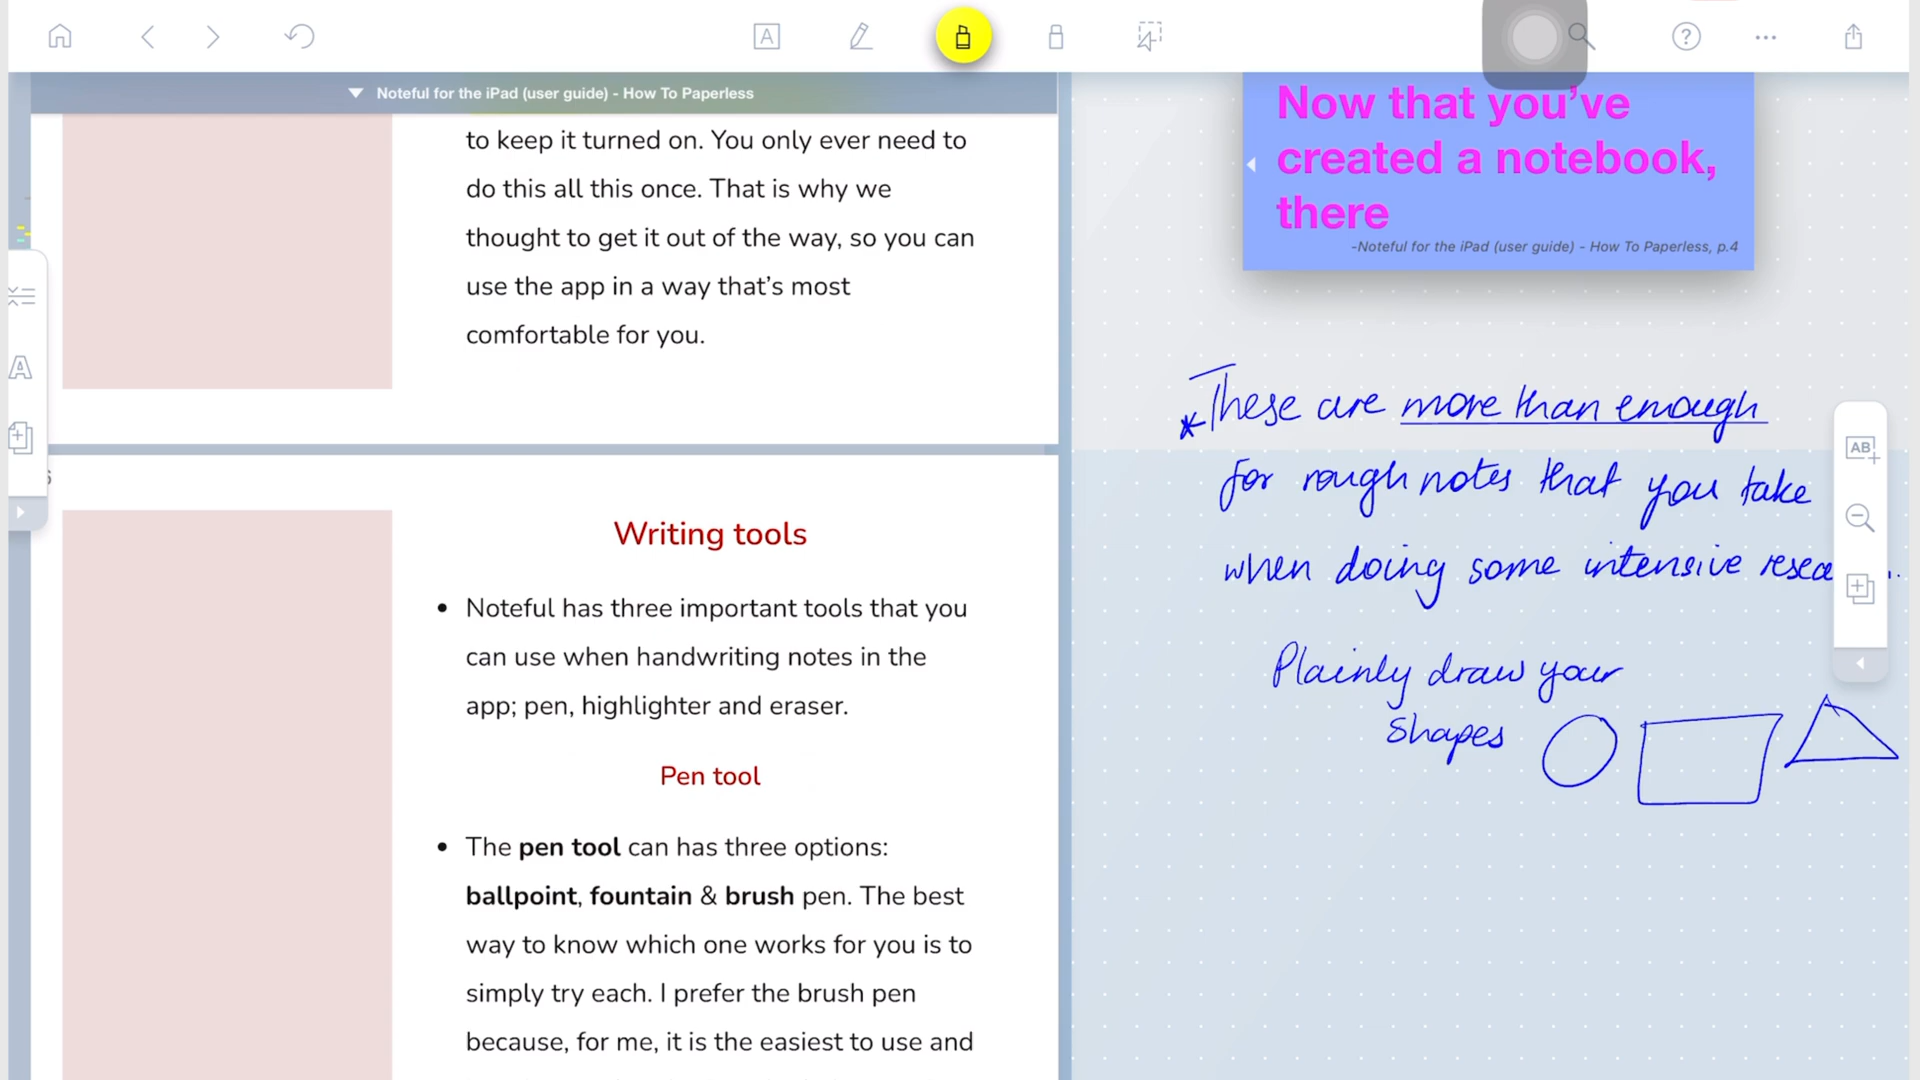 A
Noteful for the iPad (user guide) - How To Paperless
to keep it turned on. You only ever need to
do this all this once. That is why we
thought to get it out of the way, so you can
use the app in a way that’s most
comfortable for you.
Writing tools
• Noteful has three important tools that you
can use when handwriting notes in the
app; pen, highlighter and eraser.
Pen tool
• The pen tool can has three options:
ballpoint, fountain & brush pen. The best
way to know which one works for you is to
simply try each. I prefer the brush pen
because, for me, it is the easiest to use and
A
Now that you’ve
created a notebook,
there
-Noteful for the iPad (user guide) - How To Paperless, p.4
*These are more than enough
for rough notes that you take
when doing some intensive
Plainly draw your
shapes
AB